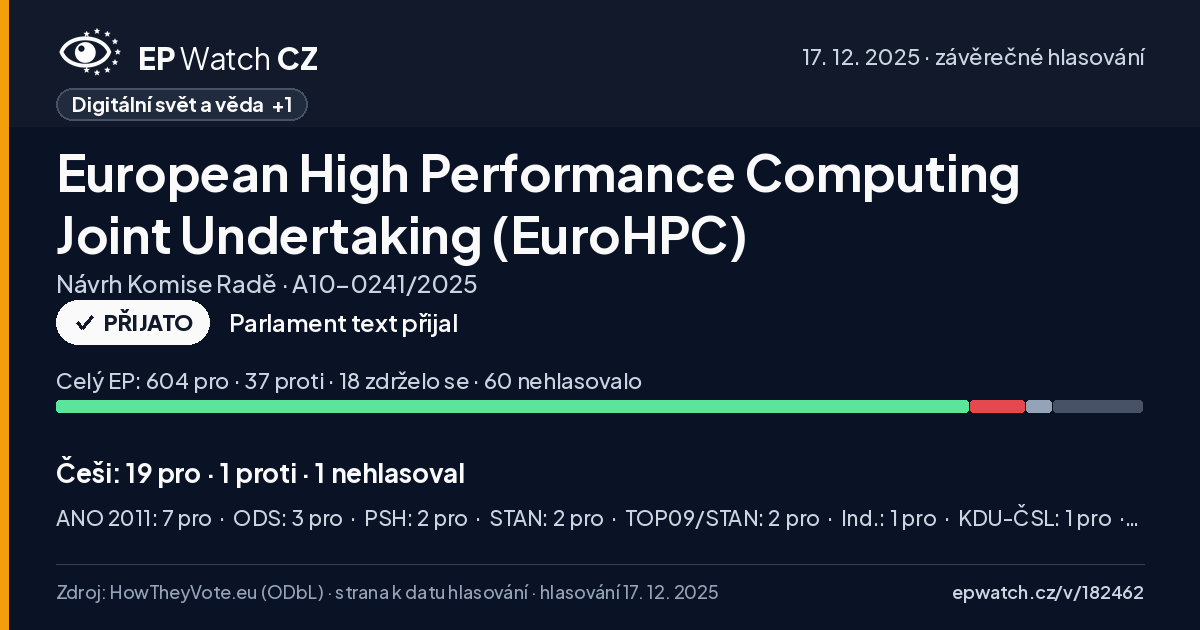 EP Watch CZ
17. 12. 2025 · závěrečné hlasování
Digitální svět a věda +1
European High Performance Computing
Joint Undertaking (EuroHPC)
Návrh Komise Radě · A10-0241/2025
✓ PŘIJATO
Parlament text přijal
Celý EP: 604 pro · 37 proti · 18 zdrželo se · 60 nehlasovalo
Češi: 19 pro · 1 proti · 1 nehlasoval
ANO 2011: 7 pro · ODS: 3 pro · PSH: 2 pro · STAN: 2 pro · TOP09/STAN: 2 pro · Ind.: 1 pro · KDU-ČSL: 1 pro ·…
Zdroj: HowTheyVote.eu (ODbL) · strana k datu hlasování · hlasování 17. 12. 2025
epwatch.cz/v/182462